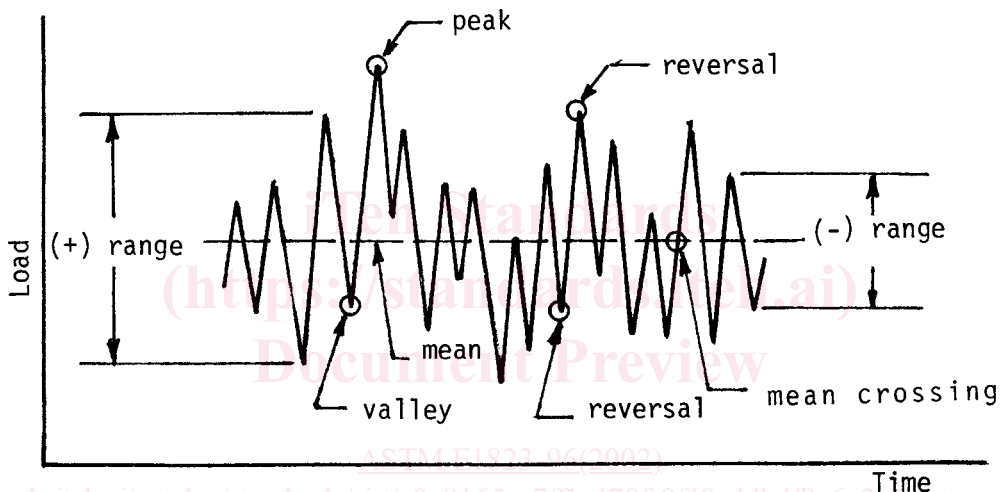 peak
reversal
(+) range
(-) range
Load
mean
valley
reversal
mean crossing
Time
iTeh Standards
(https://standards.iteh.ai)
Document Preview
ASTM E1823-96(2002)